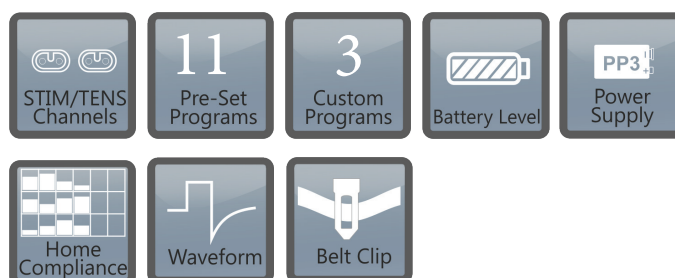 STIM/TENS
Channels
11
Pre-Set
Programs
3
Custom
Programs
Battery Level
PP3
Power
Supply
Home
Compliance
Waveform
Belt Clip